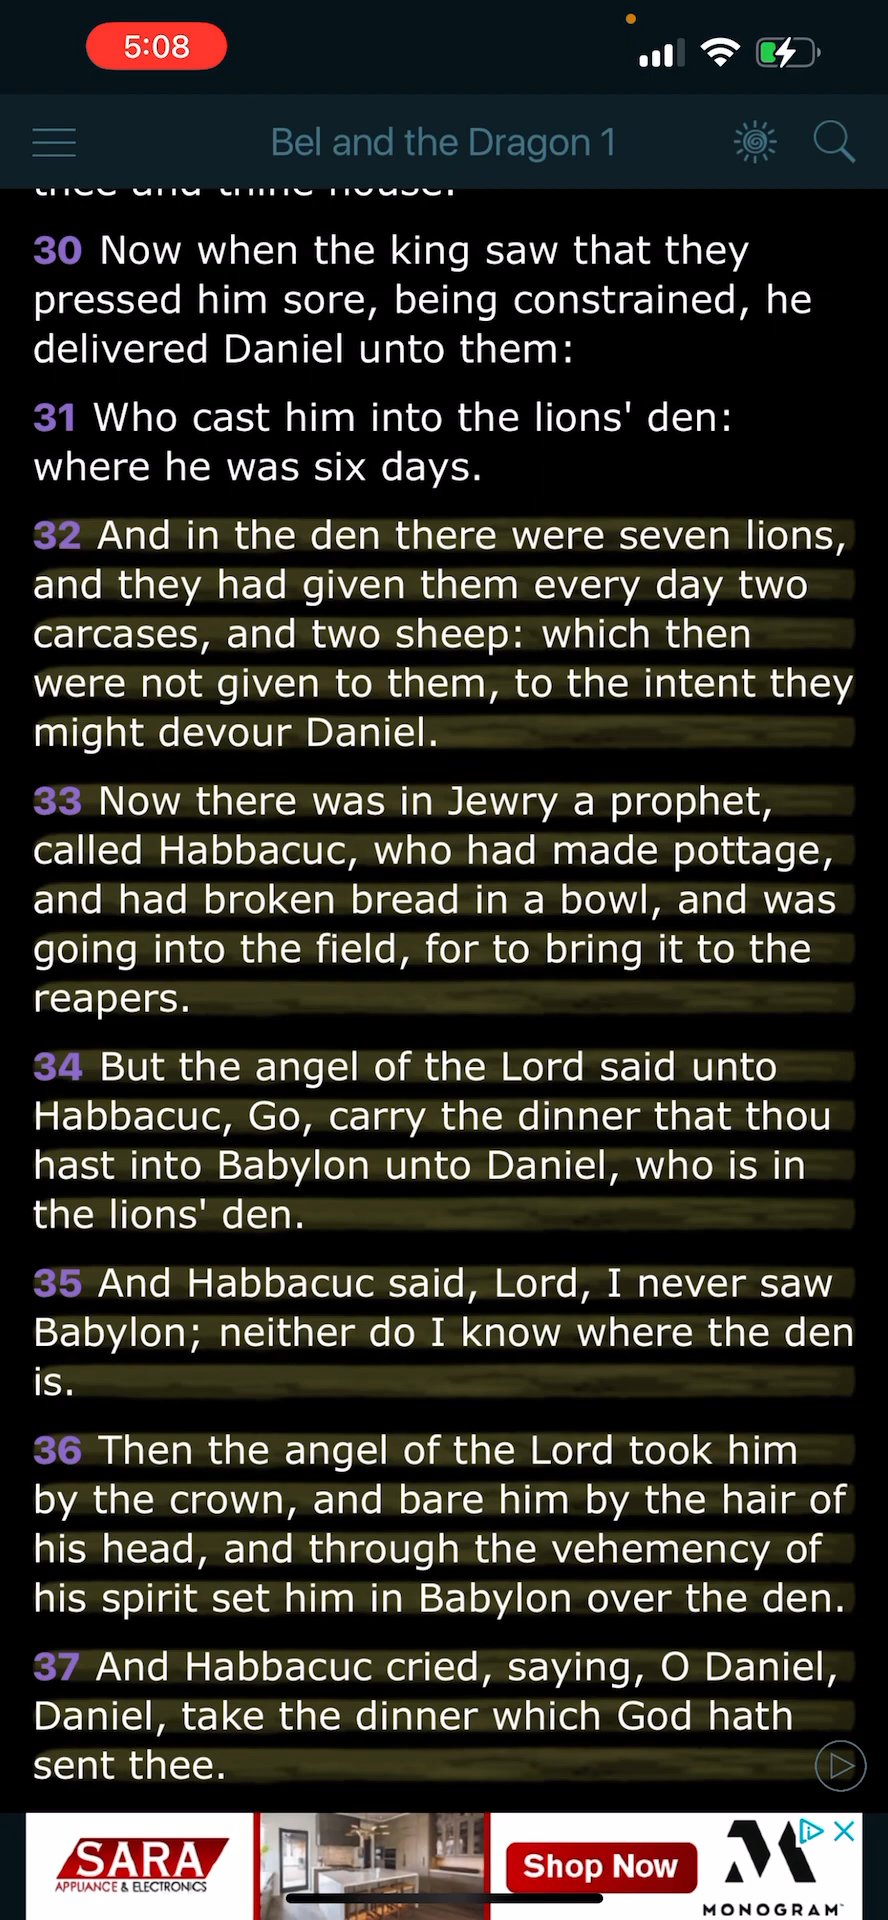 5:08
Bel and the Dragon 1
thee and thine house.
30 Now when the king saw that they
pressed him sore, being constrained, he
delivered Daniel unto them:
31 Who cast him into the lions' den:
where he was six days.
32 And in the den there were seven lions,
and they had given them every day two
carcases, and two sheep: which then
were not given to them, to the intent they
might devour Daniel.
33 Now there was in Jewry a prophet,
called Habbacuc, who had made pottage,
and had broken bread in a bowl, and was
going into the field, for to bring it to the
reapers.
34 But the angel of the Lord said unto
Habbacuc, Go, carry the dinner that thou
hast into Babylon unto Daniel, who is in
the lions' den.
35 And Habbacuc said, Lord, I never saw
Babylon; neither do I know where the den
is.
36 Then the angel of the Lord took him
by the crown, and bare him by the hair of
his head, and through the vehemency of
his spirit set him in Babylon over the den.
37 And Habbacuc cried, saying, O Daniel,
Daniel, take the dinner which God hath
sent thee.
SARA
APPLIANCE & ELECTRONICS
Shop Now
M
MONOGRAM